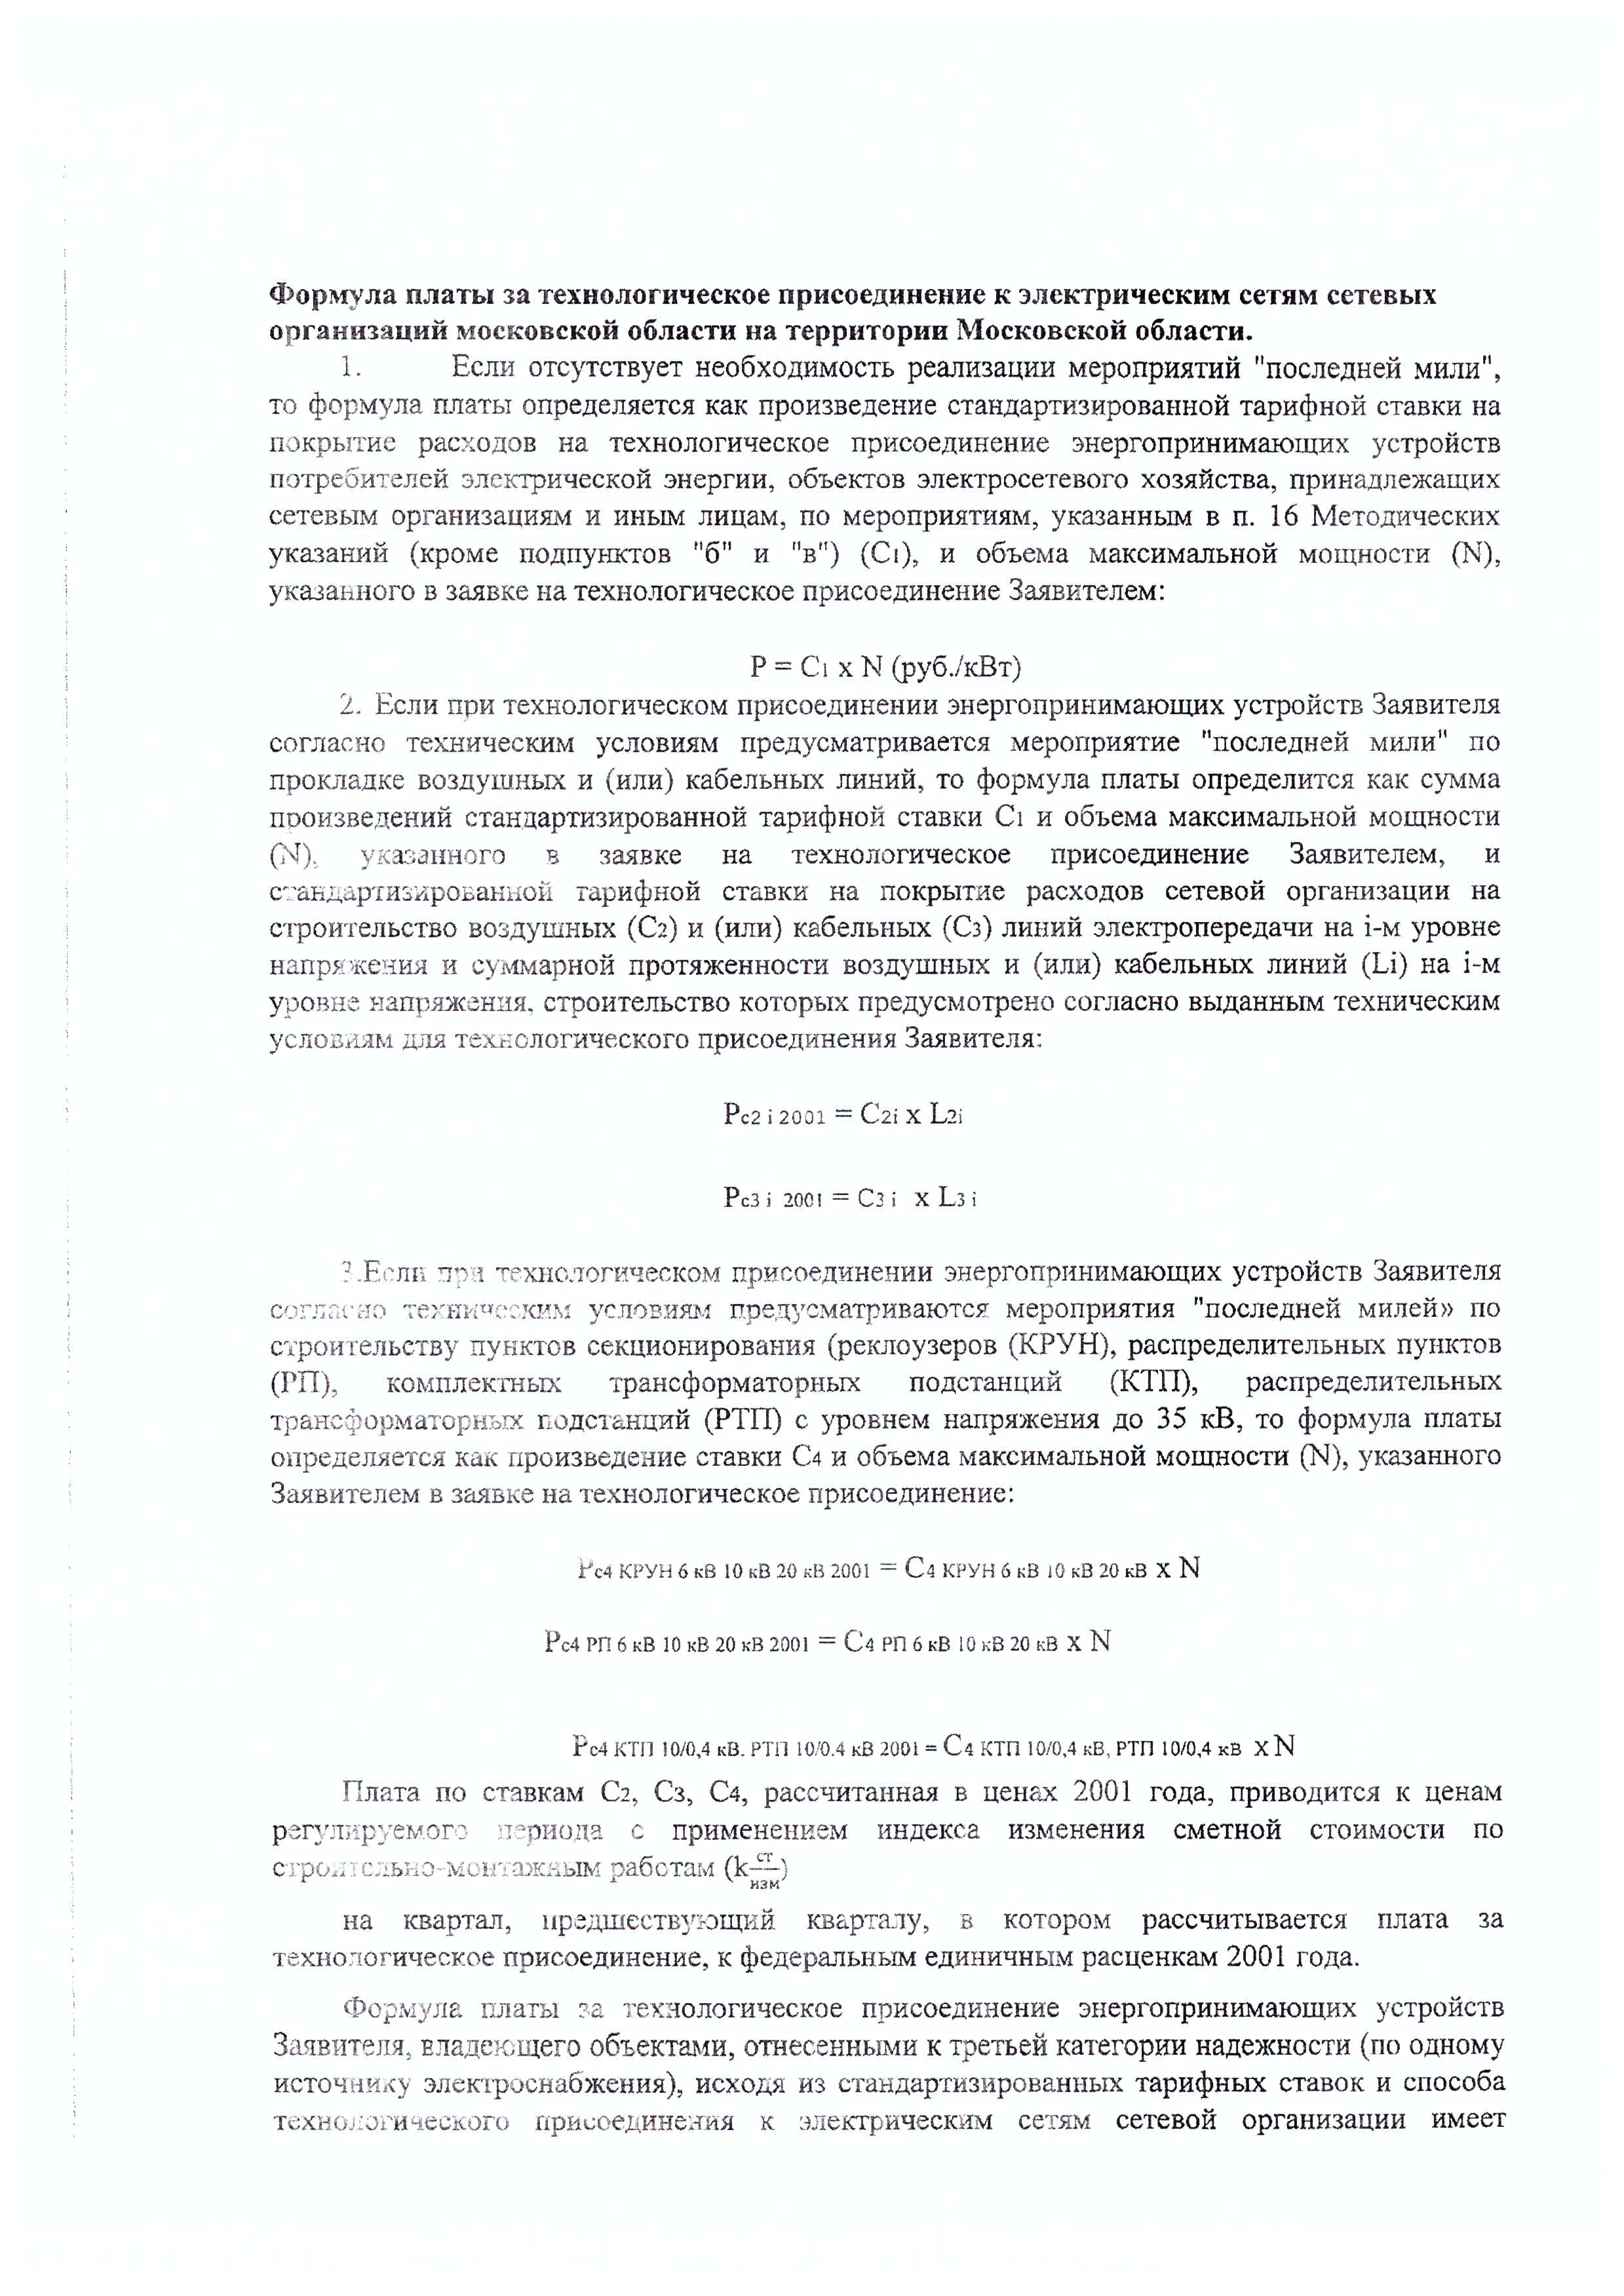 Формула платы за технологическое присоединение к электрическим сетям сетевых
организаций московской области на территории Московской области.
1. Если отсутствует необходимость реализации мероприятий "последней мили",
то формула платы определяется как произведение стандартизированной тарифной ставки на
покрытие расходов на технологическое присоединение энергопринимающих устройств
потребителей электрической энергии, объектов электросетевого хозяйства, принадлежащих
сетевым организациям и иным лицам, по мероприятиям, указанным в п. 16 Методических
указаний (кроме подпунктов "б" и "в") (C1), и объема максимальной мощности (N),
указанного в заявке на технологическое присоединение Заявителем:
P = C1 x N (руб./кВт)
2. Если при технологическом присоединении энергопринимающих устройств Заявителя
согласно техническим условиям предусматривается мероприятие "последней мили" по
прокладке воздушных и (или) кабельных линий, то формула платы определится как сумма
произведений стандартизированной тарифной ставки C1 и объема максимальной мощности
(N), указанного в заявке на технологическое присоединение Заявителем, и
стандартизированной тарифной ставки на покрытие расходов сетевой организации на
строительство воздушных (C2) и (или) кабельных (C3) линий электропередачи на i-м уровне
напряжения и суммарной протяженности воздушных и (или) кабельных линий (Li) на i-м
уровне напряжения, строительство которых предусмотрено согласно выданным техническим
условиям для технологического присоединения Заявителя:
Pc2 i 2001 = C2i x L2i
Pc3 i 2001 = C3 i x L3 i
3.Если при технологическом присоединении энергопринимающих устройств Заявителя
согласно техническим условиям предусматриваются мероприятия "последней милей» по
строительству пунктов секционирования (реклоузеров (КРУН), распределительных пунктов
(РП), комплектных трансформаторных подстанций (КТП), распределительных
трансформаторных подстанций (РТП) с уровнем напряжения до 35 кВ, то формула платы
определяется как произведение ставки C4 и объема максимальной мощности (N), указанного
Заявителем в заявке на технологическое присоединение:
Pc4 КРУН 6 кВ 10 кВ 20 кВ 2001 = C4 КРУН 6 кВ 10 кВ 20 кВ x N
Pc4 РП 6 кВ 10 кВ 20 кВ 2001 = C4 РП 6 кВ 10 кВ 20 кВ x N
Pc4 КТП 10/0,4 кВ. РТП 10/0.4 кВ 2001 = C4 КТП 10/0,4 кВ, РТП 10/0,4 кВ x N
Плата по ставкам C2, C3, C4, рассчитанная в ценах 2001 года, приводится к ценам
регулируемого периода с применением индекса изменения сметной стоимости по
строительно-монтажным работам (k ст изм)
на квартал, предшествующий кварталу, в котором рассчитывается плата за
технологическое присоединение, к федеральным единичным расценкам 2001 года.
Формула платы за технологическое присоединение энергопринимающих устройств
Заявителя, владеющего объектами, отнесенными к третьей категории надежности (по одному
источнику электроснабжения), исходя из стандартизированных тарифных ставок и способа
технологического присоединения к электрическим сетям сетевой организации имеет